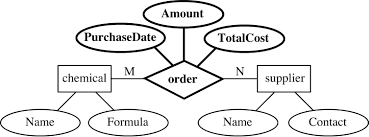 Amount
PurchaseDate
TotalCost
chemical
M
order
N
supplier
Name
Formula
Name
Contact